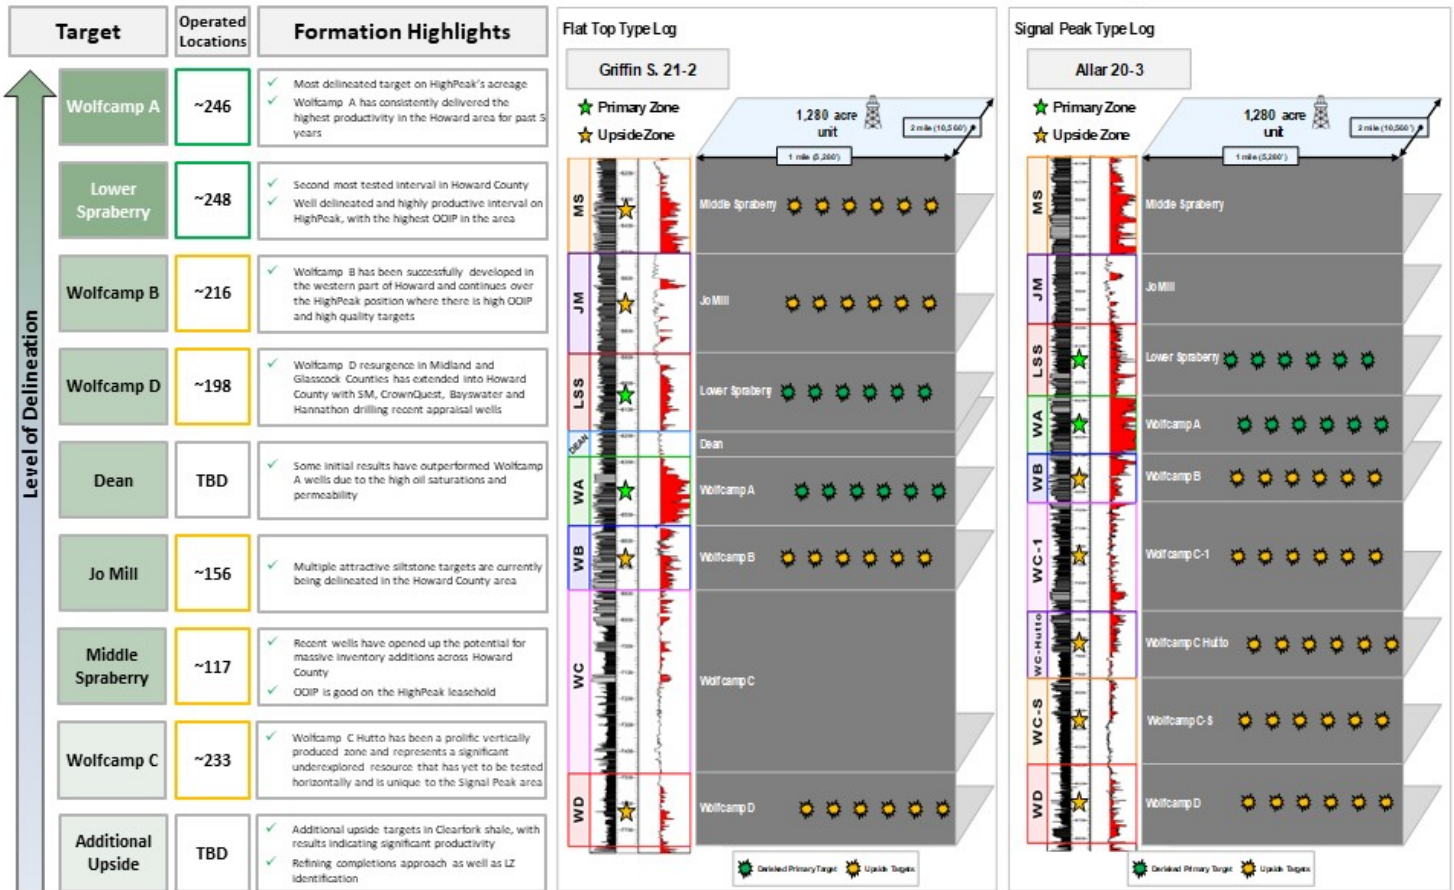 Target
Operated
Locations
Formation Highlights
Level of Delineation
Wolfcamp A
~246
Most delineated target on HighPeak's acreage
Wolfcamp A has consistently delivered the
highest productivity in the Howard area for past 5
years
Lower
Spraberry
~248
Second most tested interval in Howard County
Well delineated and highly productive interval on
HighPeak, with the highest OOIP in the area
Wolfcamp B
~216
Wolfcamp B has been successfully developed in
the western part of Howard and continues over
the HighPeak position where there is high OOIP
and high quality targets
Wolfcamp D
~198
Wolfcamp D resurgence in Midland and
Glasscock Counties has extended into Howard
County with SM, CrownQuest, Bayswater and
Hannathon drilling recent appraisal wells
Dean
TBD
Some initial results have outperformed Wolfcamp
A wells due to the high oil saturations and
permeability
Jo Mill
~156
Multiple attractive siltstone targets are currently
being delineated in the Howard County area
Middle
Spraberry
~117
Recent wells have opened up the potential for
massive inventory additions across Howard
County
OOIP is good on the HighPeak leasehold
Wolfcamp C
~233
Wolfcamp C Hutto has been a prolific vertically
produced zone and represents a significant
underexplored resource that has yet to be tested
horizontally and is unique to the Signal Peak area
Additional
Upside
TBD
Additional upside targets in Clearfork shale, with
results indicating significant productivity
Refining completions approach as well as LZ
identification
Flat Top Type Log
Griffin S. 21-2
Primary Zone
Upside Zone
1,280 acre
unit
2 mile (10,560')
1 mile (5,280')
MS
Middle Spraberry
JM
Jo Mill
LSS
Lower Spraberry
DEAN
Dean
WA
Wolfcamp A
WB
Wolfcamp B
WC
Wolfcamp C
WD
Wolfcamp D
Derisked Primary Target
Upside Targets
Signal Peak Type Log
Allar 20-3
Primary Zone
Upside Zone
1,280 acre
unit
2 mile (10,560')
1 mile (5,280')
MS
Middle Spraberry
JM
Jo Mill
LSS
Lower Spraberry
WA
Wolfcamp A
WB
Wolfcamp B
WC-1
Wolfcamp C-1
WC-Hutto
Wolfcamp C Hutto
WC-S
Wolfcamp C-S
WD
Wolfcamp D
Derisked Primary Target
Upside Targets